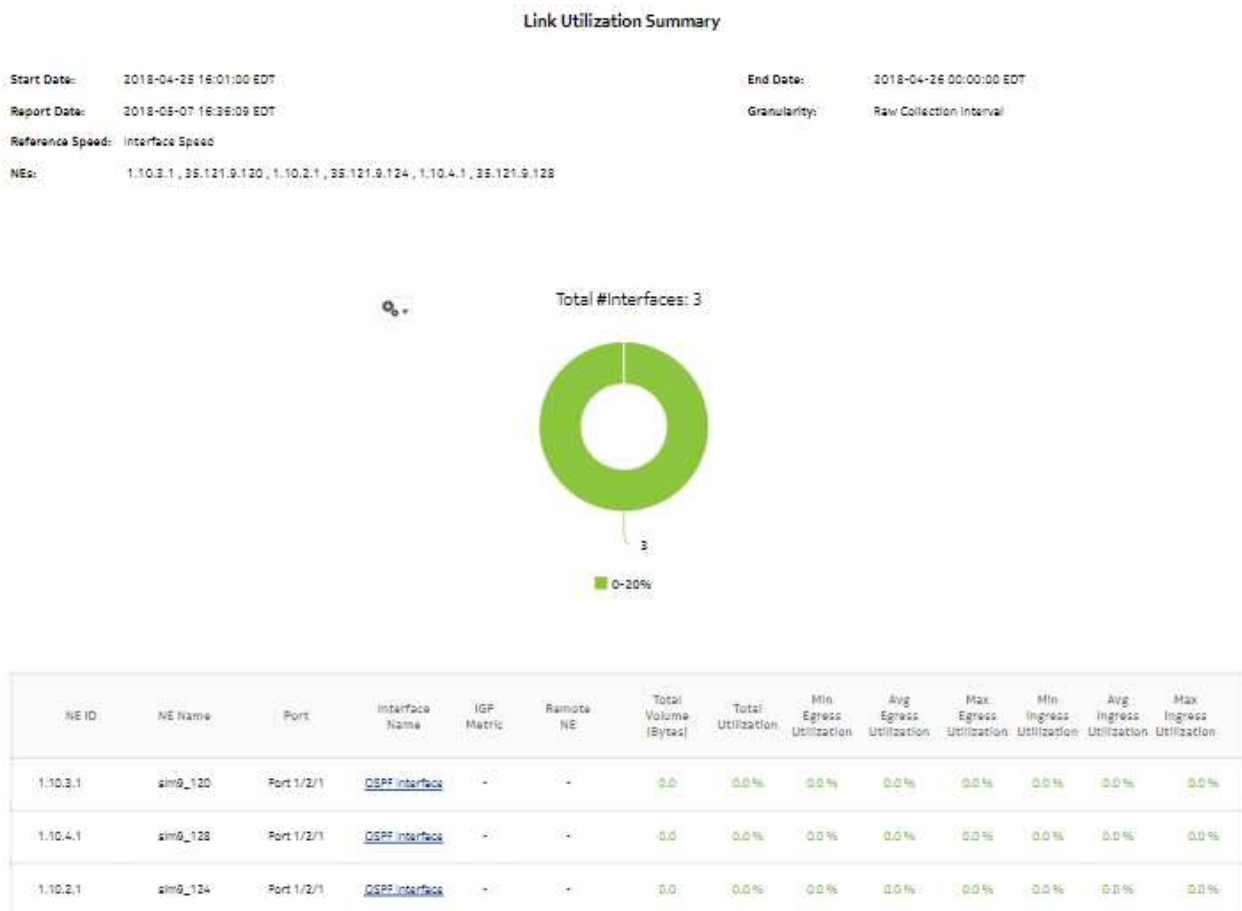 Link Utilization Summary
Start Date: 2018-04-25 16:01:00 EDT End Date: 2018-04-26 00:00:00 EDT
Report Date: 2018-05-07 16:36:09 EDT Granularity: Raw Collection Interval
Reference Speed: Interface Speed
NEs: 1.10.3.1 , 35.121.9.120 , 1.10.2.1 , 35.121.9.124 , 1.10.4.1 , 35.121.9.128
Total #Interfaces: 3
3
0-20%
NE ID NE Name Port Interface Name IGP Metric Remote NE Total Volume (Bytes) Total Utilization Min Egress Utilization Avg Egress Utilization Max Egress Utilization Min Ingress Utilization Avg Ingress Utilization Max Ingress Utilization
1.10.3.1 sim9_120 Port 1/2/1 OSPF Interface - - 0.0 0.0 % 0.0 % 0.0 % 0.0 % 0.0 % 0.0 % 0.0 %
1.10.4.1 sim9_128 Port 1/2/1 OSPF Interface - - 0.0 0.0 % 0.0 % 0.0 % 0.0 % 0.0 % 0.0 % 0.0 %
1.10.2.1 sim9_124 Port 1/2/1 OSPF Interface - - 0.0 0.0 % 0.0 % 0.0 % 0.0 % 0.0 % 0.0 % 0.0 %